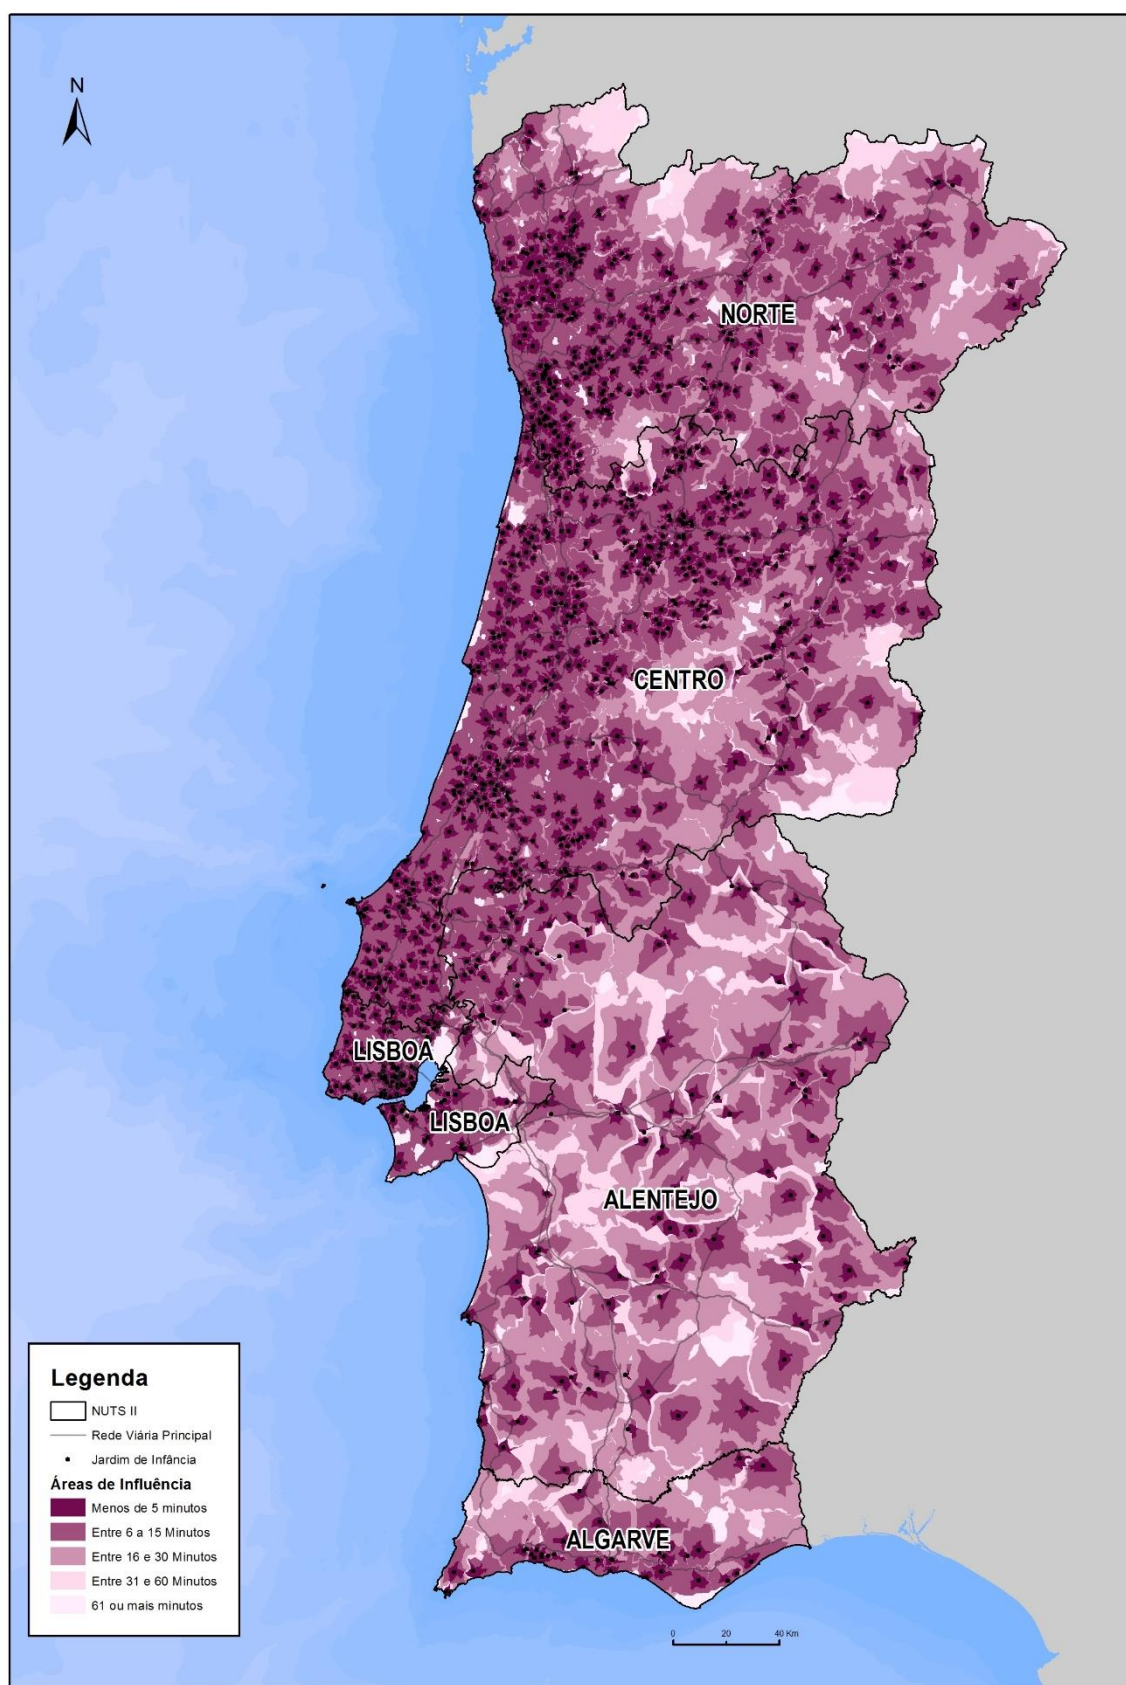 N
NORTE
CENTRO
LISBOA
LISBOA
ALENTEJO
ALGARVE
Legenda
NUTS II
Rede Viária Principal
Jardim de Infância
Áreas de Influência
Menos de 5 minutos
Entre 6 a 15 Minutos
Entre 16 e 30 Minutos
Entre 31 e 60 Minutos
61 ou mais minutos
0 20 40 Km